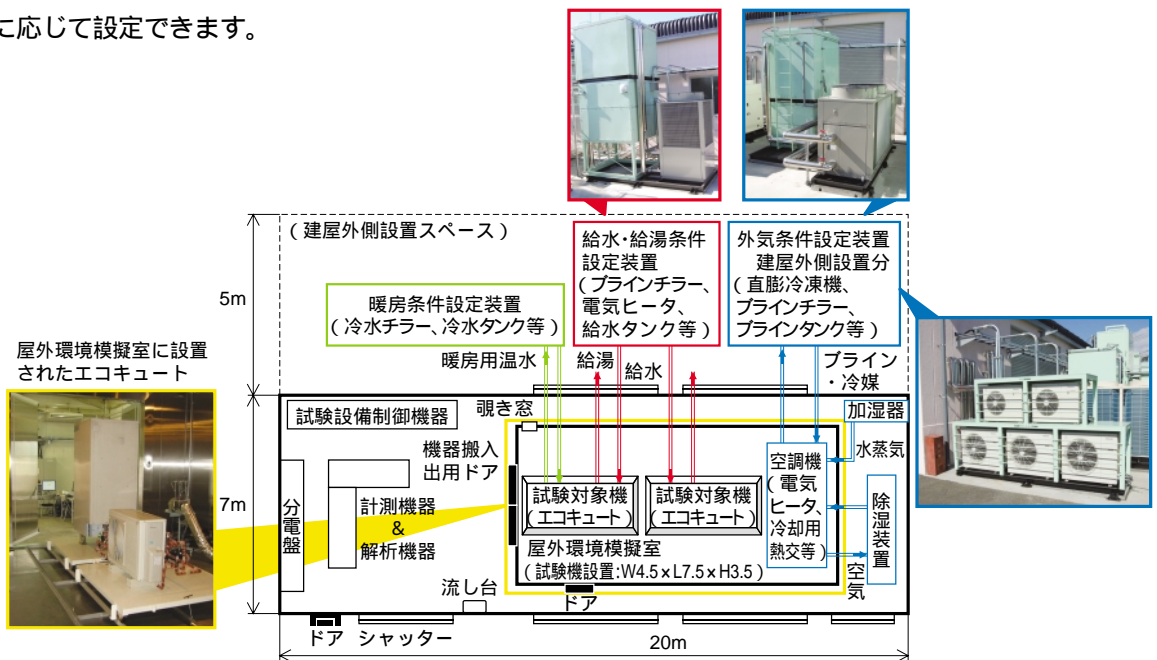 に応じて設定できます。
(建屋外側設置スペース)
給水・給湯条件
設定装置
(ブラインチラー、
電気ヒータ、
給水タンク等)
外気条件設定装置
建屋外側設置分
(直膨冷凍機、
ブラインチラー、
ブラインタンク等)
5m
暖房条件設定装置
(冷水チラー、冷水タンク等)
屋外環境模擬室に設置
されたエコキュート
暖房用温水
給湯
給水
ブライン
・冷媒
試験設備制御機器
覗き窓
加湿器
機器搬入
出用ドア
水蒸気
7m
分電盤
計測機器
&
解析機器
試験対象機
(エコキュート)
試験対象機
(エコキュート)
空調機
(電気
ヒータ、
冷却用
熱交等)
除湿装置
屋外環境模擬室
(試験機設置:W4.5×L7.5×H3.5)
空気
流し台
ドア
ドア
シャッター
20m